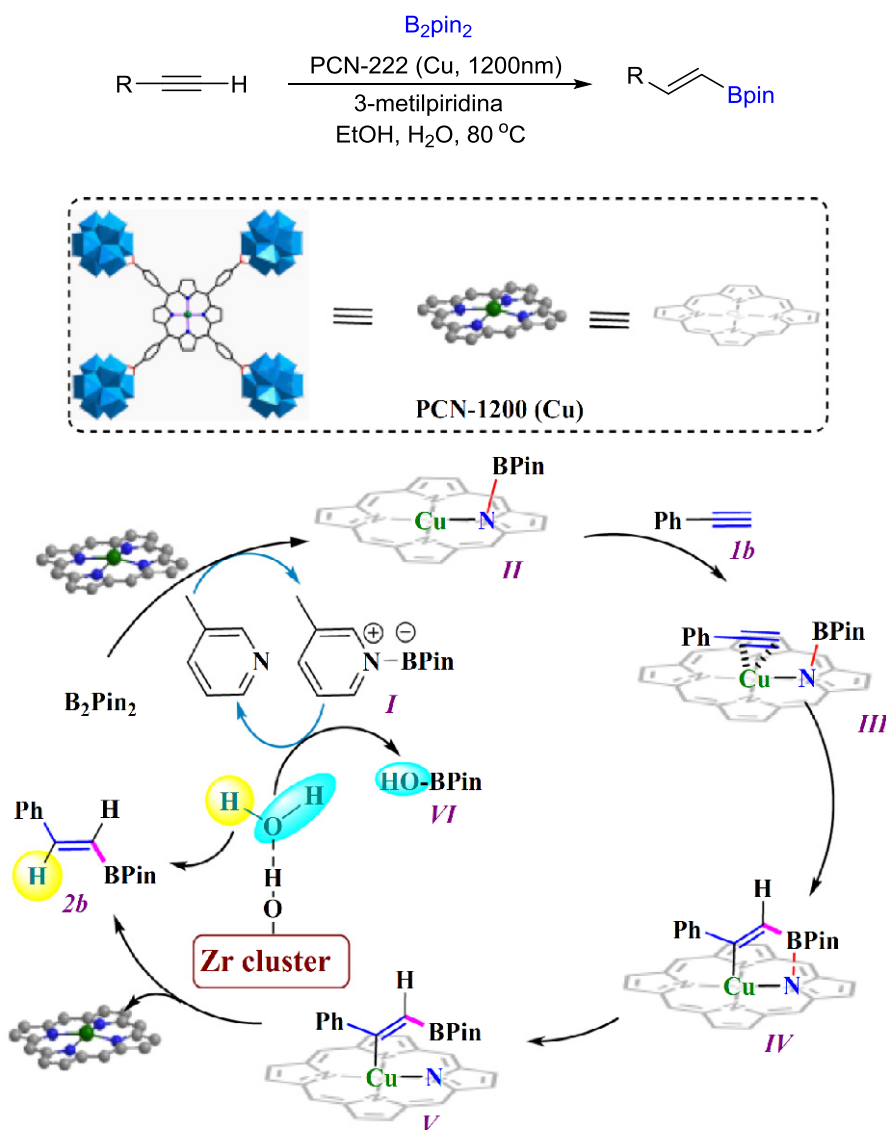 B₂pin₂
R H
PCN-222 (Cu, 1200nm)
3-metilpiridina
EtOH, H₂O, 80 °C
R
Bpin
PCN-1200 (Cu)
BPin
Cu N
II
Ph
1b
B₂Pin₂
N
N BPin
+ −
I
Ph BPin
Cu N
III
HO-BPin
VI
H H
O
H
O
Zr cluster
Ph H
H BPin
2b
H
Ph BPin
Cu N
IV
H
Ph BPin
Cu N
V